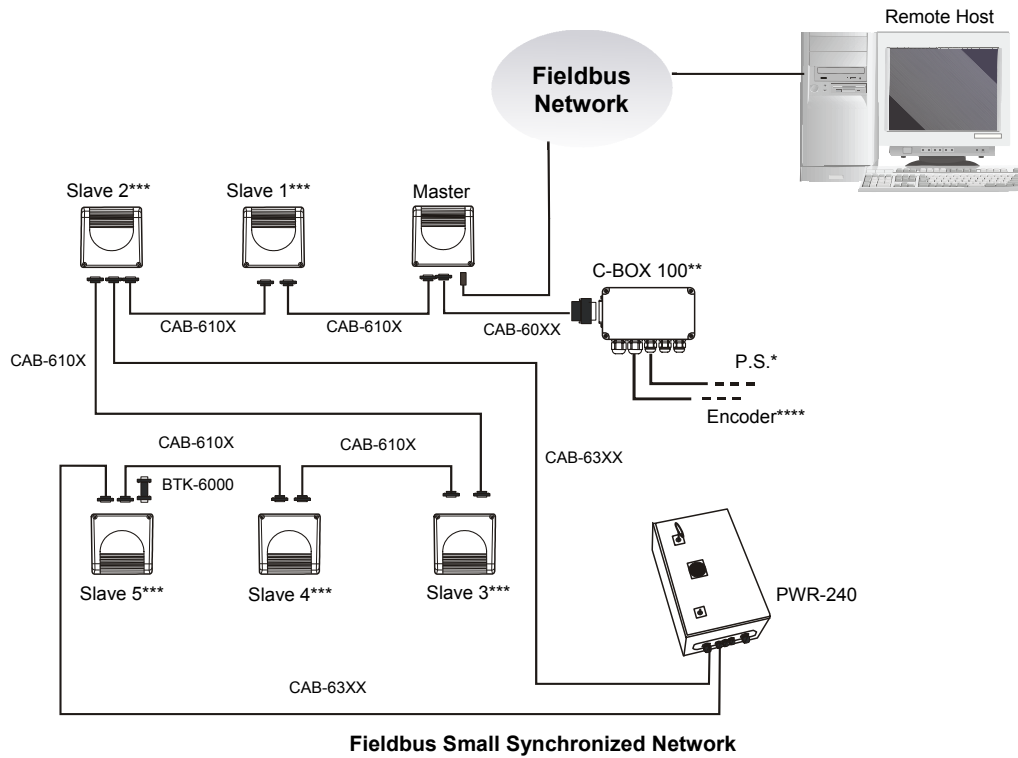 Remote Host
Fieldbus
Network
Slave 2***
Slave 1***
Master
C-BOX 100**
CAB-610X
CAB-610X
CAB-60XX
CAB-610X
P.S.*
Encoder****
CAB-610X
CAB-610X
CAB-63XX
BTK-6000
Slave 5***
Slave 4***
Slave 3***
PWR-240
CAB-63XX
Fieldbus Small Synchronized Network